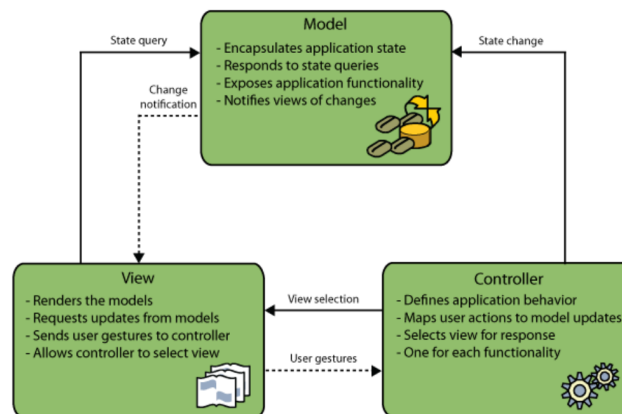 Model
- Encapsulates application state
- Responds to state queries
- Exposes application functionality
- Notifies views of changes
State query
State change
Change
notification
View
- Renders the models
- Requests updates from models
- Sends user gestures to controller
- Allows controller to select view
View selection
User gestures
Controller
- Defines application behavior
- Maps user actions to model updates
- Selects view for response
- One for each functionality